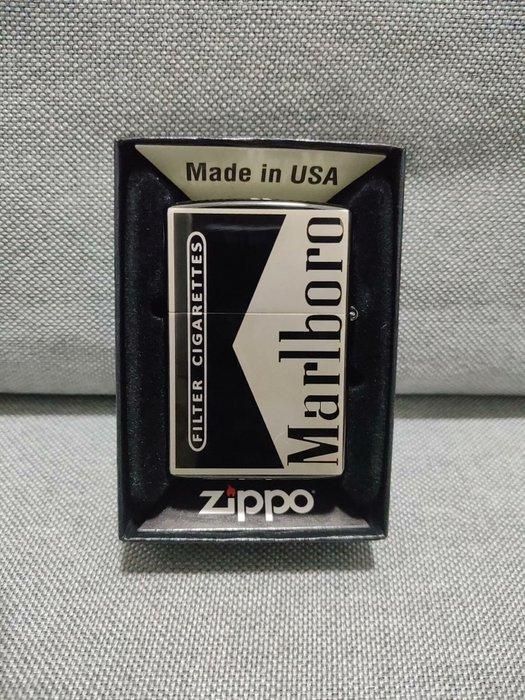 Made in USA
FILTER CIGARETTES
Marlboro
Zippo